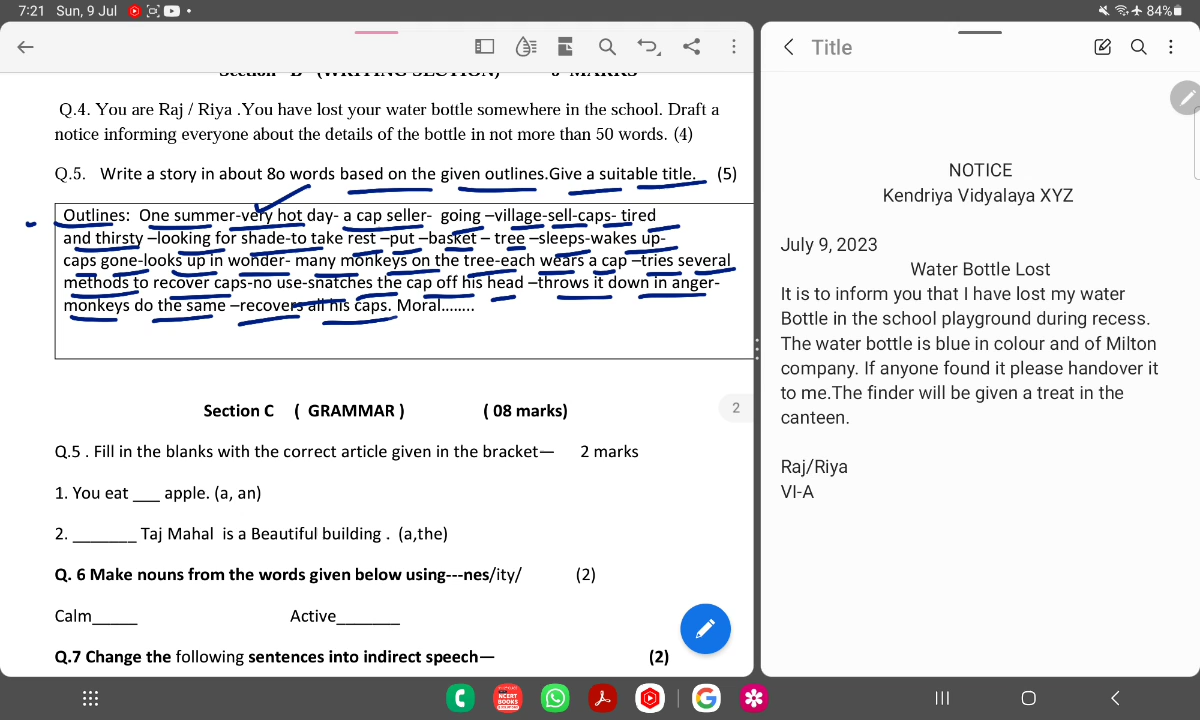 7:21 Sun, 9 Jul
84%
Section B (WRITING SECTION) 8 MARKS
Q.4. You are Raj / Riya .You have lost your water bottle somewhere in the school. Draft a
notice informing everyone about the details of the bottle in not more than 50 words. (4)
Q.5. Write a story in about 8o words based on the given outlines.Give a suitable title. (5)
Outlines: One summer-very hot day- a cap seller- going –village-sell-caps- tired
and thirsty –looking for shade-to take rest –put –basket – tree –sleeps-wakes up-
caps gone-looks up in wonder- many monkeys on the tree-each wears a cap –tries several
methods to recover caps-no use-snatches the cap off his head –throws it down in anger-
monkeys do the same –recovers all his caps. Moral........
Section C ( GRAMMAR ) ( 08 marks)
2
Q.5 . Fill in the blanks with the correct article given in the bracket— 2 marks
1. You eat ___ apple. (a, an)
2. _______ Taj Mahal is a Beautiful building . (a,the)
Q. 6 Make nouns from the words given below using---nes/ity/ (2)
Calm_____ Active_______
Q.7 Change the following sentences into indirect speech— (2)
Title
NOTICE
Kendriya Vidyalaya XYZ
July 9, 2023
Water Bottle Lost
It is to inform you that I have lost my water
Bottle in the school playground during recess.
The water bottle is blue in colour and of Milton
company. If anyone found it please handover it
to me.The finder will be given a treat in the
canteen.
Raj/Riya
VI-A